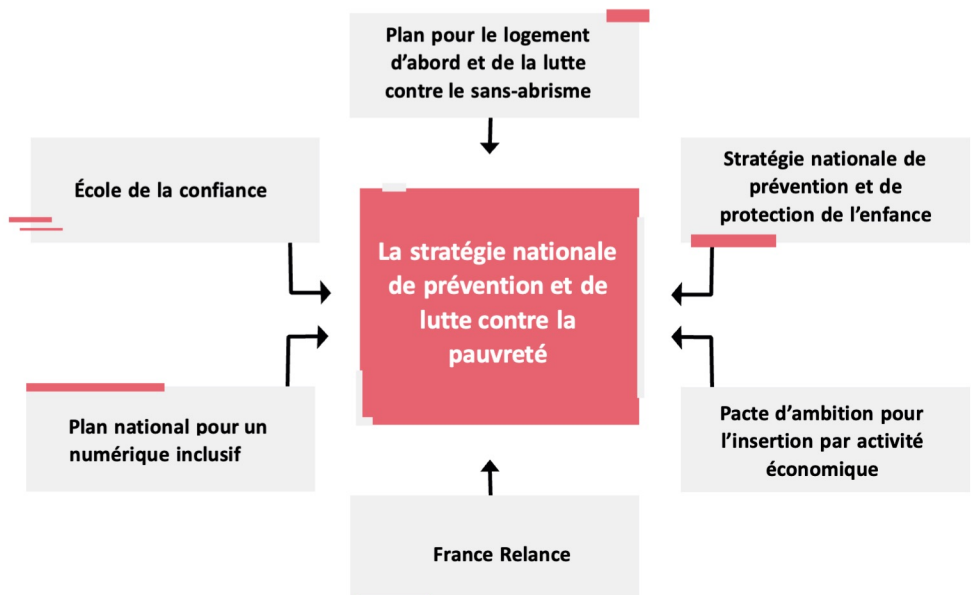 Plan pour le logement
d’abord et de la lutte
contre le sans-abrisme
École de la confiance
Stratégie nationale de
prévention et de
protection de l’enfance
La stratégie nationale
de prévention et de
lutte contre la
pauvreté
Plan national pour un
numérique inclusif
Pacte d’ambition pour
l’insertion par activité
économique
France Relance